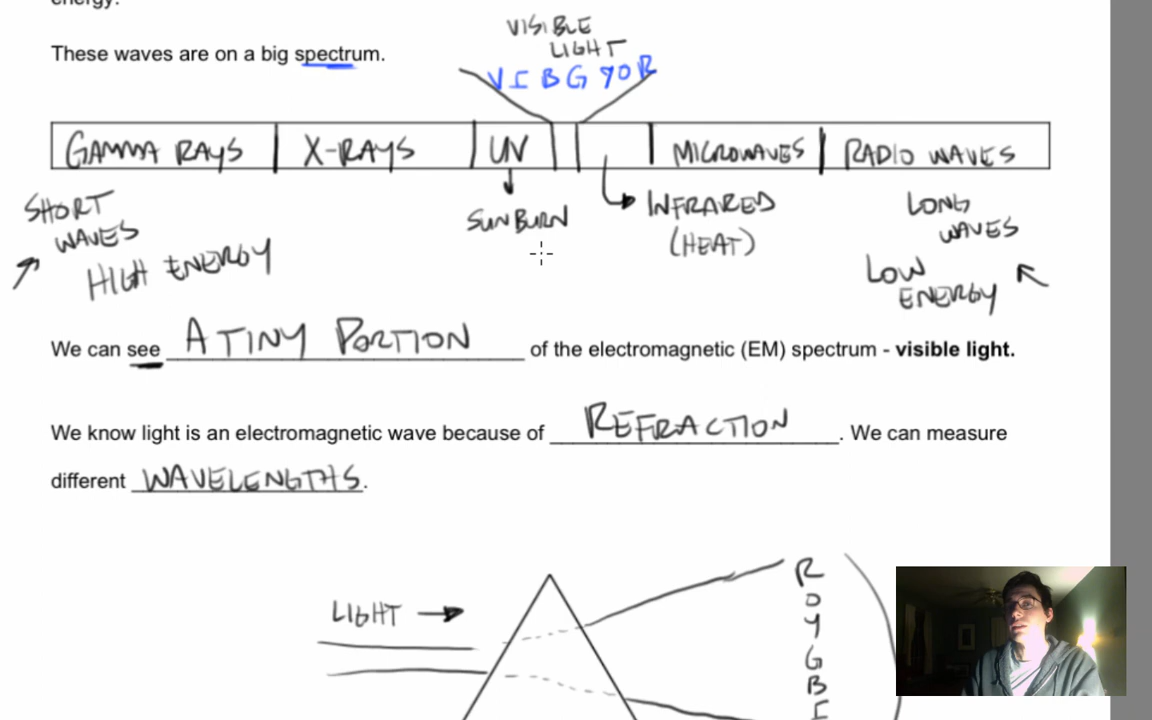 energy.
VISIBLE
LIGHT
These waves are on a big spectrum.
VIBGYOR
GAMMA RAYS X-RAYS UV MICROWAVES RADIO WAVES
SHORT
WAVES
HIGH ENERGY
SUNBURN
INFRARED
(HEAT)
LONG
WAVES
LOW
ENERGY
We can see A TINY PORTION of the electromagnetic (EM) spectrum - visible light.
We know light is an electromagnetic wave because of REFRACTION. We can measure
different WAVELENGTHS.
LIGHT
R
O
Y
G
B
I